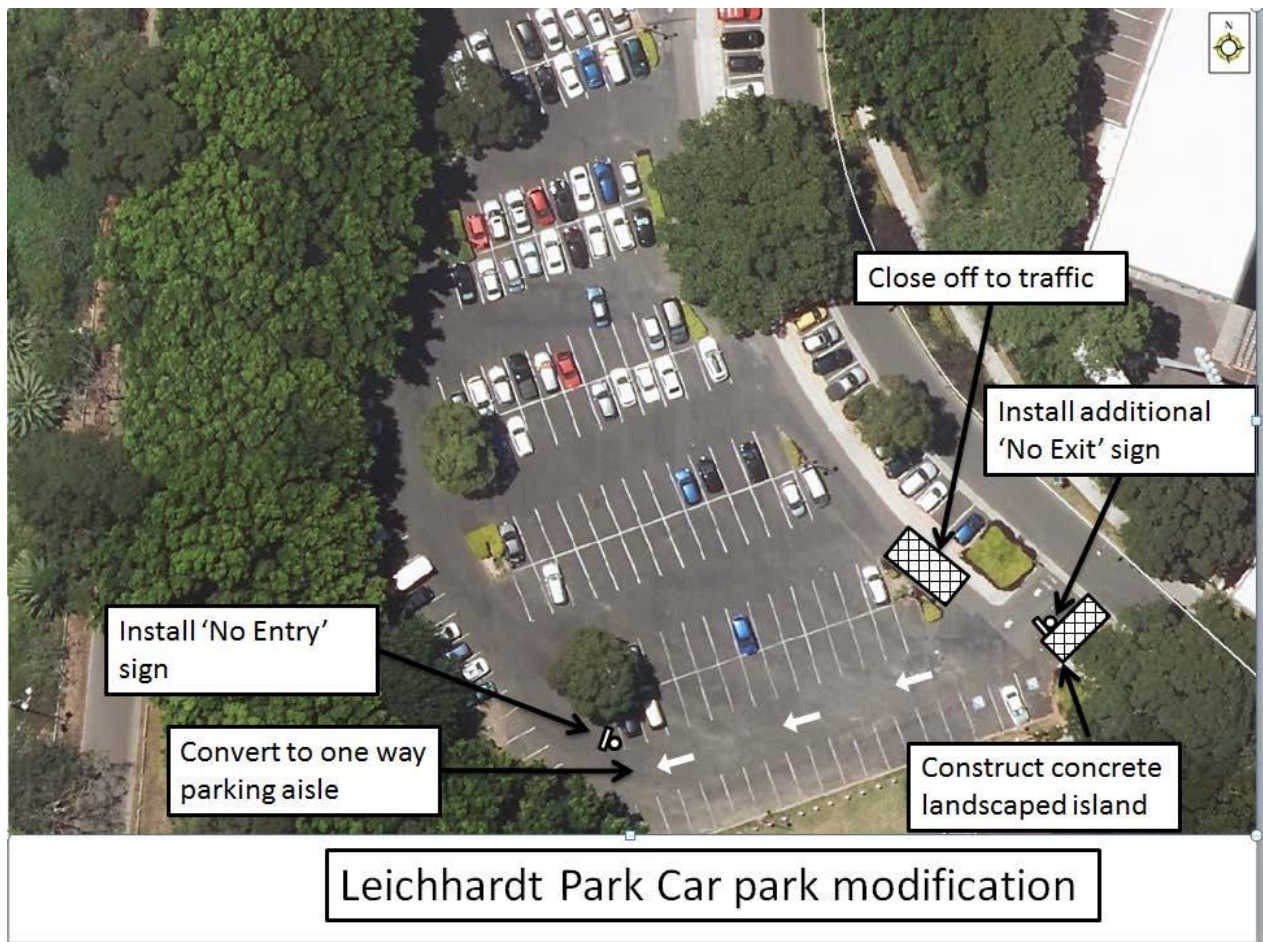 N
Close off to traffic
Install additional
‘No Exit’ sign
Install ‘No Entry’
sign
Convert to one way
parking aisle
Construct concrete
landscaped island
Leichhardt Park Car park modification